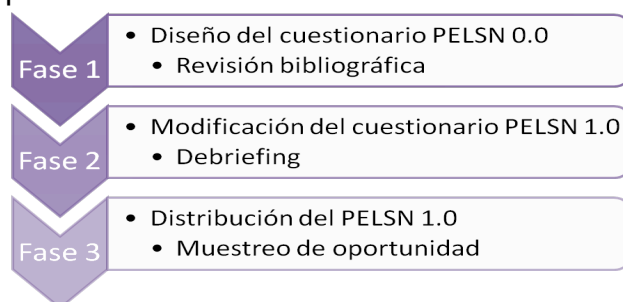 Fase 1
• Diseño del cuestionario PELSN 0.0
• Revisión bibliográfica
Fase 2
• Modificación del cuestionario PELSN 1.0
• Debriefing
Fase 3
• Distribución del PELSN 1.0
• Muestreo de oportunidad